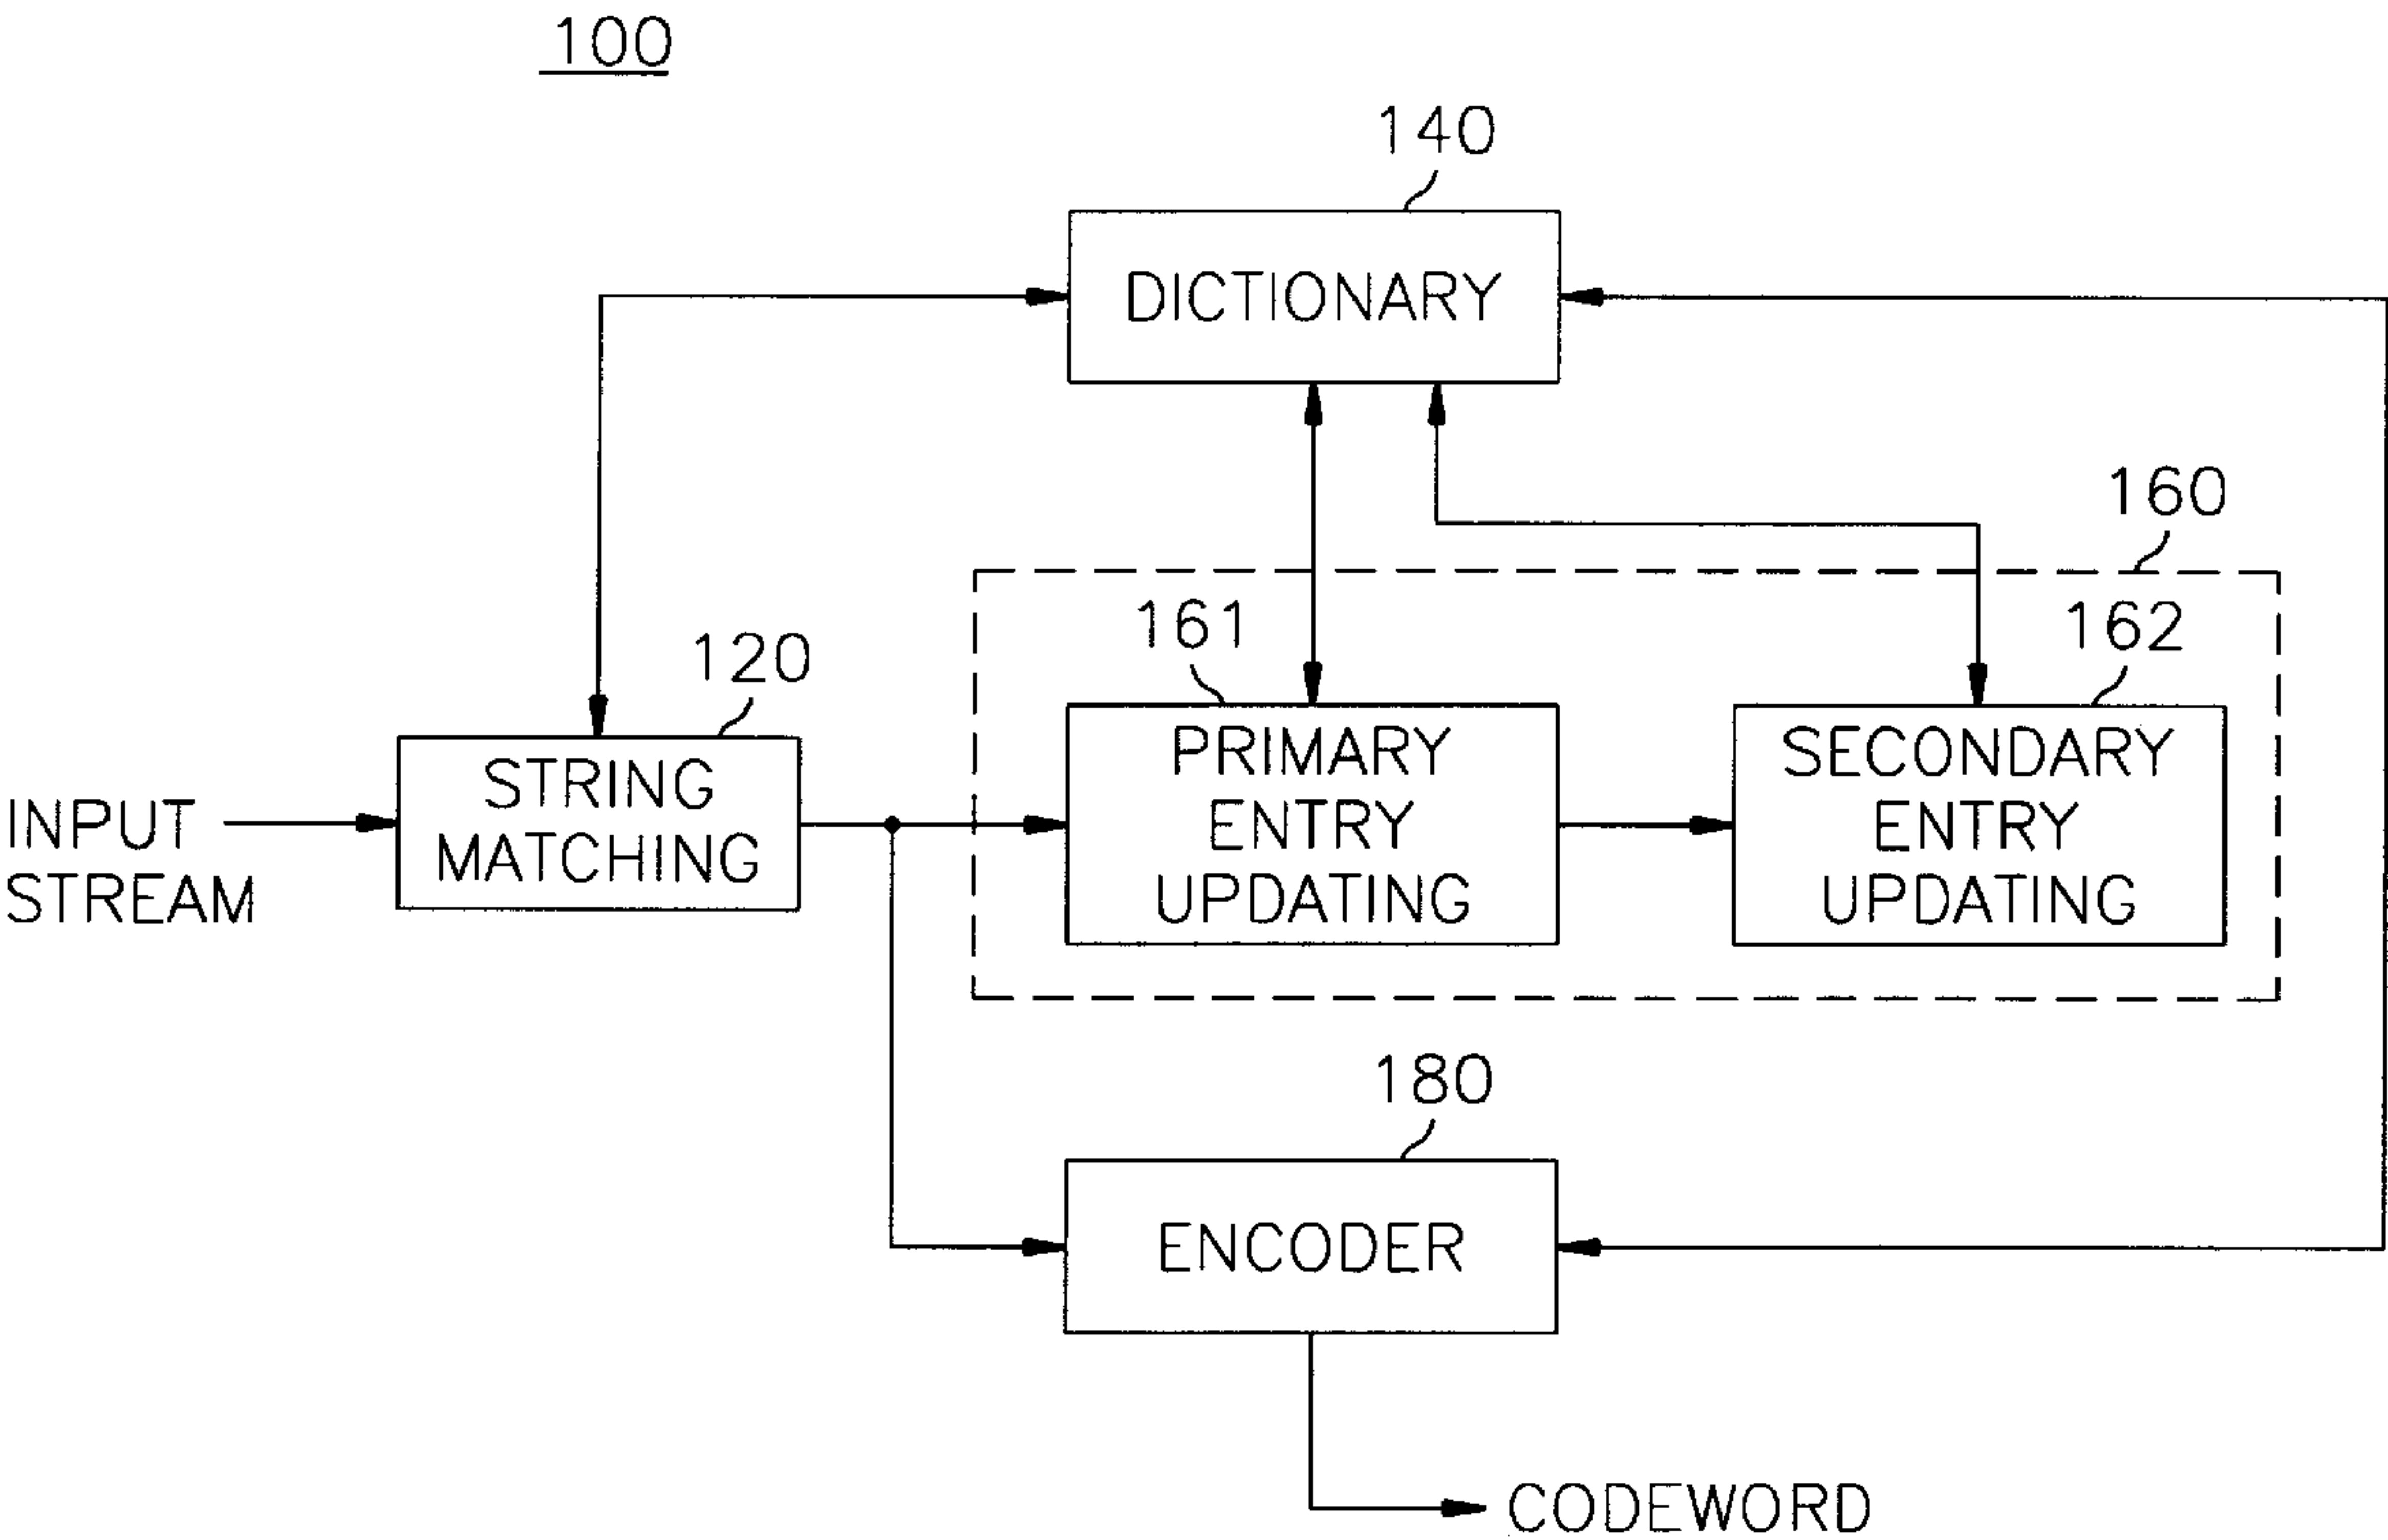 100
140
DICTIONARY
160
161
162
120
STRING
MATCHING
PRIMARY
ENTRY
UPDATING
SECONDARY
ENTRY
UPDATING
INPUT
STREAM
180
ENCODER
CODEWORD